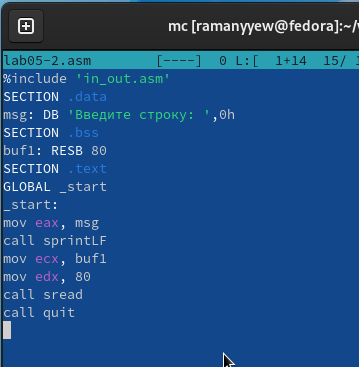 mc [ramanyyew@fedora]:~/
lab05-2.asm [----] 0 L:[ 1+14 15/
%include 'in_out.asm'
SECTION .data
msg: DB 'Введите строку: ',0h
SECTION .bss
buf1: RESB 80
SECTION .text
GLOBAL _start
_start:
mov eax, msg
call sprintLF
mov ecx, buf1
mov edx, 80
call sread
call quit